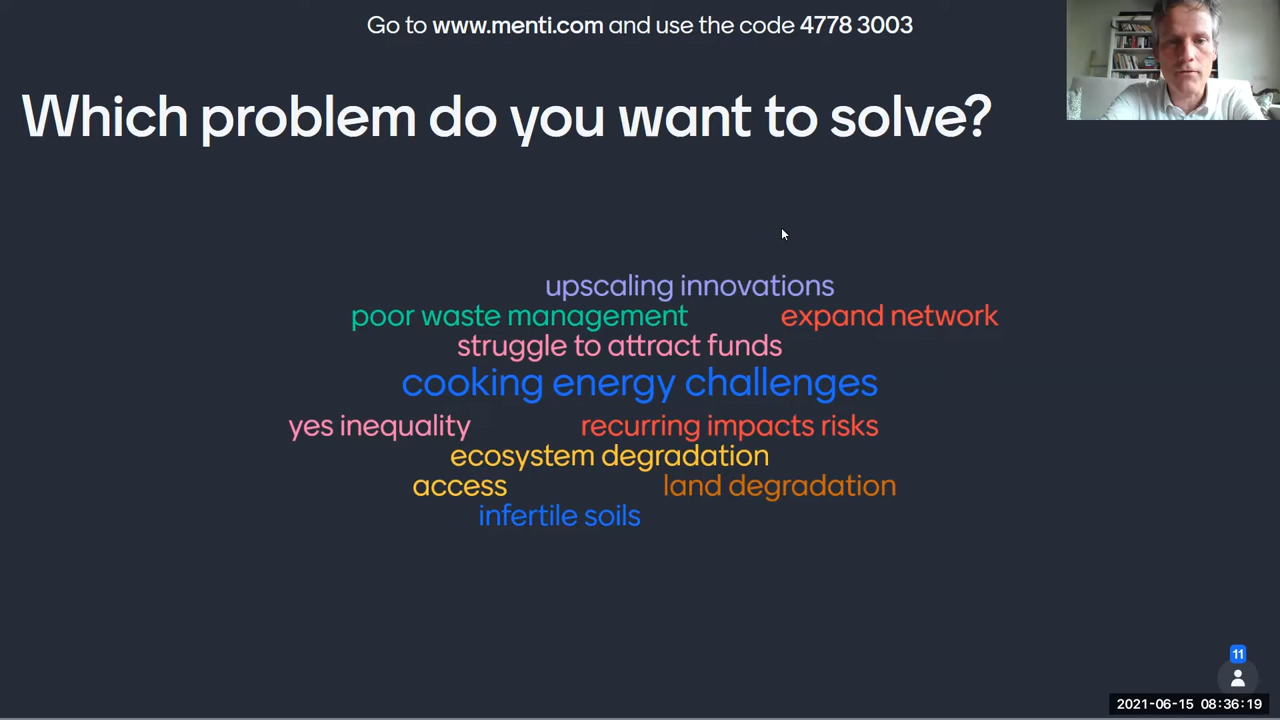 Go to www.menti.com and use the code 4778 3003
Which problem do you want to solve?
upscaling innovations
poor waste management
expand network
struggle to attract funds
cooking energy challenges
yes inequality
recurring impacts risks
ecosystem degradation
access
land degradation
infertile soils
11
2021-06-15 08:36:19